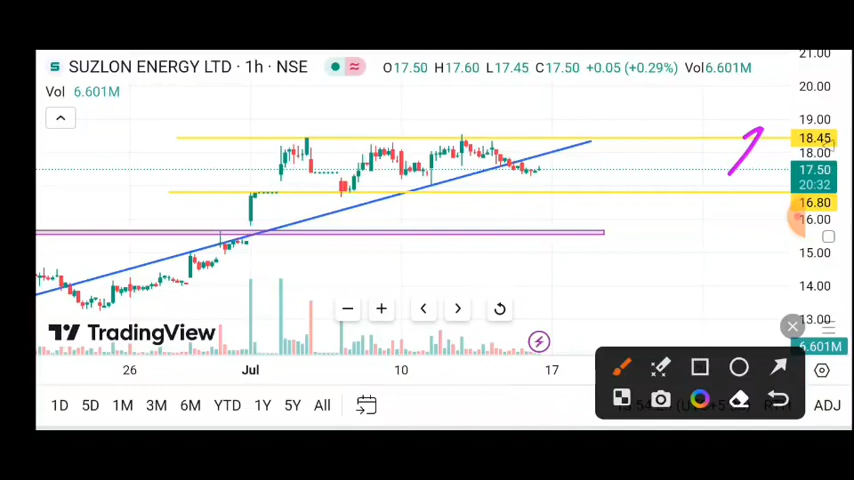 21.00
SUZLON ENERGY LTD · 1h · NSE
O17.50 H17.60 L17.45 C17.50 +0.05 (+0.29%) Vol6.601M
Vol 6.601M
20.00
19.00
18.45
18.00
17.50
20:32
16.80
16.00
15.00
14.00
13.00
TradingView
6.601M
26 Jul 10 17
1D 5D 1M 3M 6M YTD 1Y 5Y All
ADJ